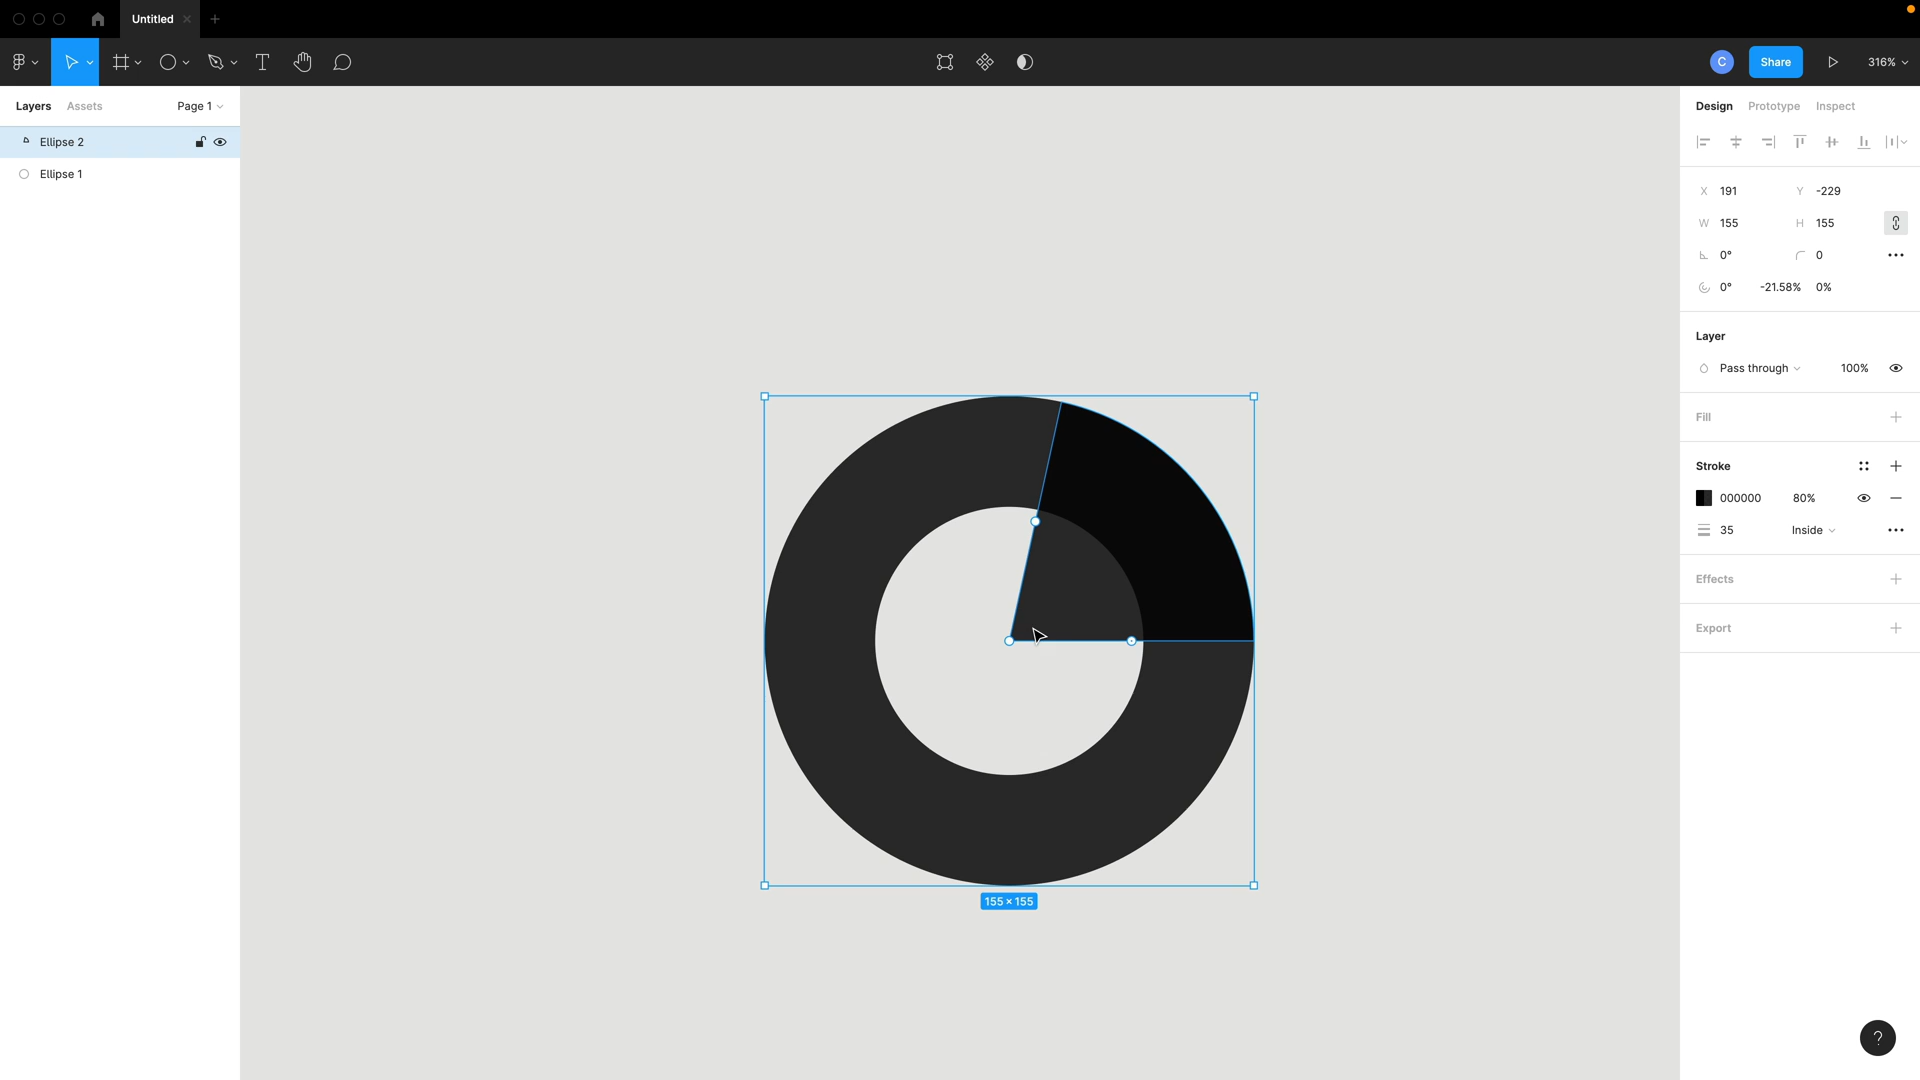 Untitled
Share
316%
C
Layers
Assets
Page 1
Design
Prototype
Inspect
Ellipse 2
Ellipse 1
X 191 Y -229
W 155 H 155
0° 0
0° -21.58% 0%
Layer
Pass through 100%
Fill
Stroke
000000 80%
35 Inside
Effects
Export
155 × 155
?